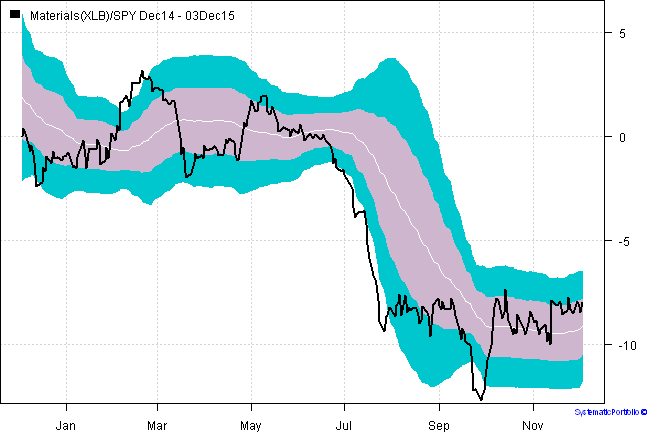 Materials(XLB)/SPY Dec14 - 03Dec15
5
0
-5
-10
Jan Mar May Jul Sep Nov
SystematicPortfolio ©